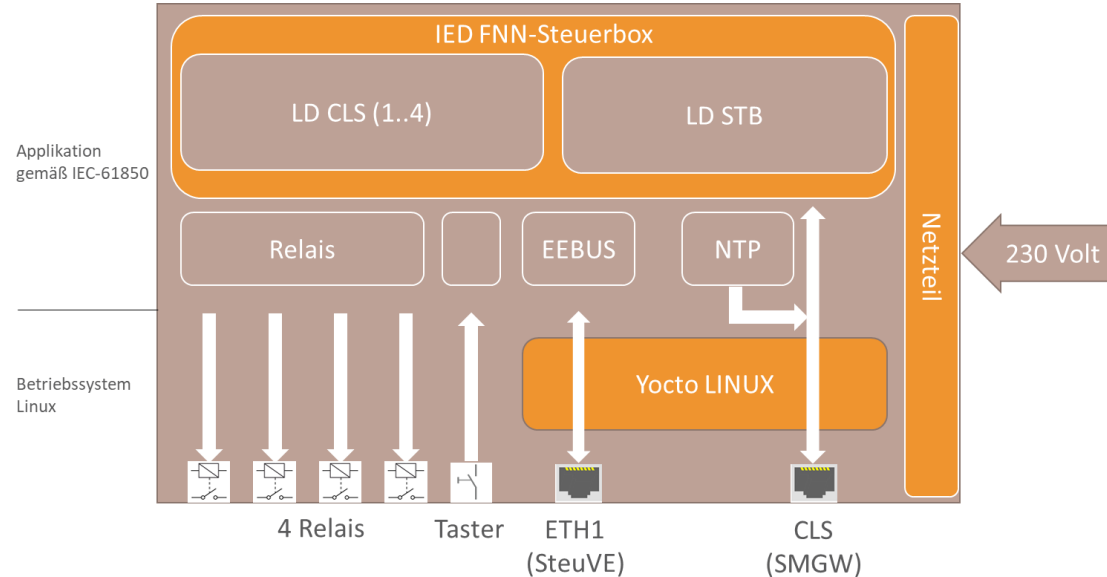 IED FNN-Steuerbox
LD CLS (1..4)
LD STB
Applikation
gemäß IEC-61850
Relais
EEBUS
NTP
Netzteil
230 Volt
Betriebssystem
Linux
Yocto LINUX
4 Relais
Taster
ETH1
(SteuVE)
CLS
(SMGW)